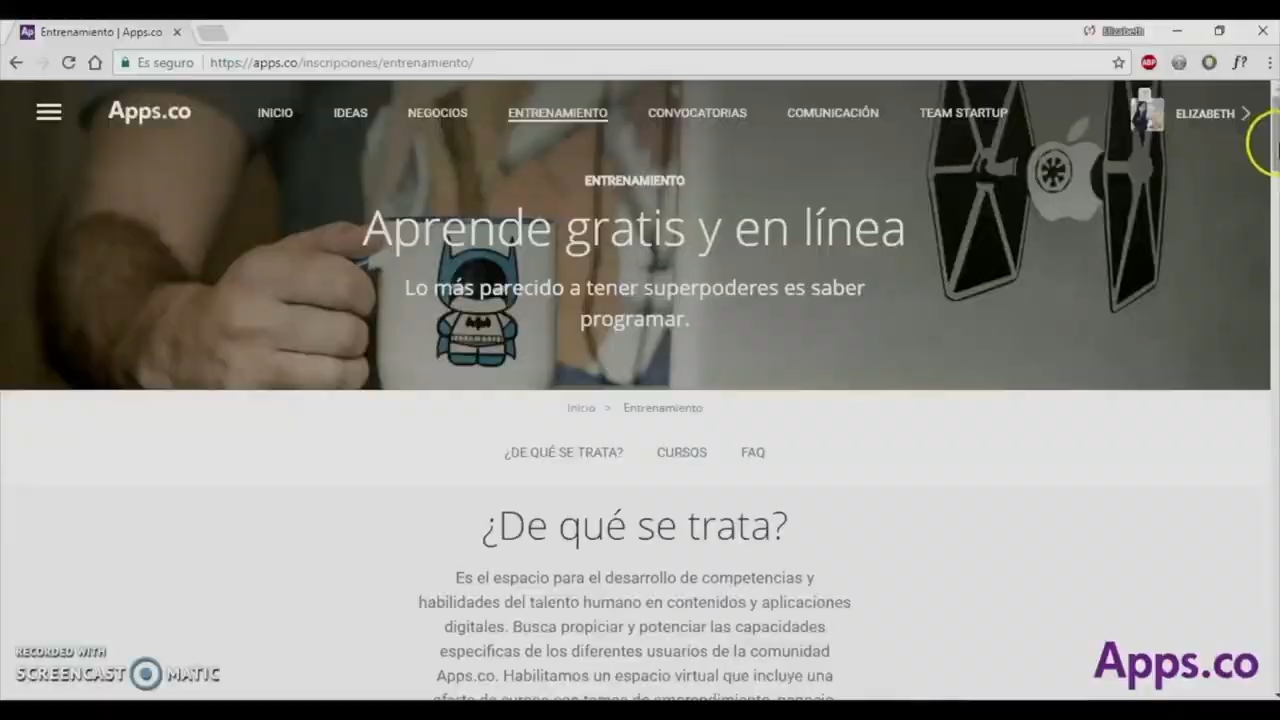 Entrenamiento | Apps.co
Elizabeth
Es seguro
https://apps.co/inscripciones/entrenamiento/
ABP
f?
Apps.co
INICIO
IDEAS
NEGOCIOS
ENTRENAMIENTO
CONVOCATORIAS
COMUNICACIÓN
TEAM STARTUP
ELIZABETH
ENTRENAMIENTO
Aprende gratis y en línea
Lo más parecido a tener superpoderes es saber
programar.
Inicio > Entrenamiento
¿DE QUÉ SE TRATA?
CURSOS
FAQ
¿De qué se trata?
Es el espacio para el desarrollo de competencias y
habilidades del talento humano en contenidos y aplicaciones
digitales. Busca propiciar y potenciar las capacidades
especificas de los diferentes usuarios de la comunidad
Apps.co. Habilitamos un espacio virtual que incluye una
RECORDED WITH
SCREENCAST MATIC
Apps.co